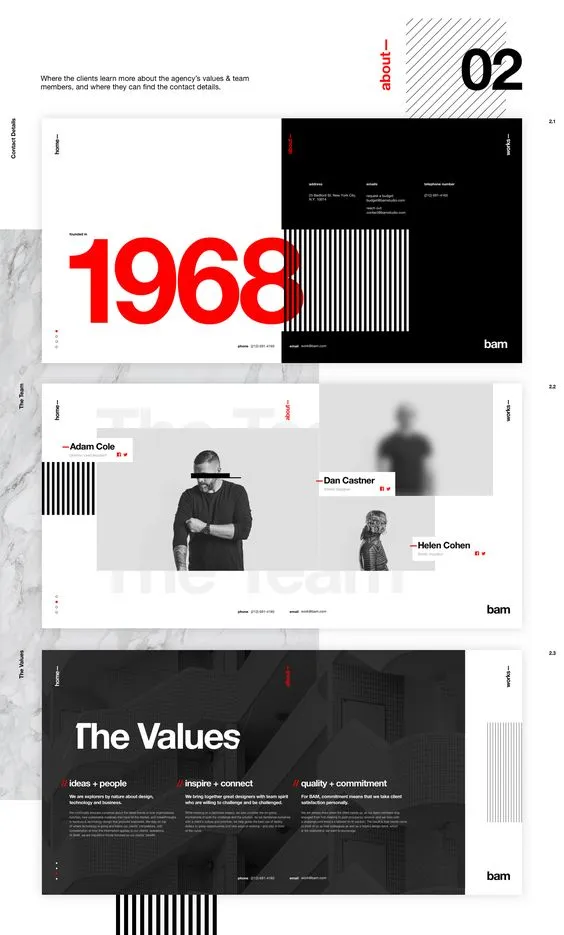 about—
02
Where the clients learn more about the agency's values & team
members, and where they can find the contact details.
Contact Details
2.1
home—
about—
works—
address
emails
telephone number
25 Bedford St. New York City,
N.Y. 10014
request a budget
budget@bamstudio.com
reach out
contact@bamstudio.com
(212) 691-4160
founded in
1968
phone (212) 691-4160
email work@bam.com
bam
The Team
2.2
home—
about—
works—
The Team
—Adam Cole
—Dan Castner
—Helen Cohen
The Team
phone (212) 691-4160
email work@bam.com
bam
The Values
2.3
home—
about—
works—
The Values
// ideas + people
We are explorers by nature about design,
technology and business.
// inspire + connect
We bring together great designers with team spirit
who are willing to challenge and be challenged.
// quality + commitment
For BAM, commitment means that we take client
satisfaction personally.
phone (212) 691-4160
email work@bam.com
bam